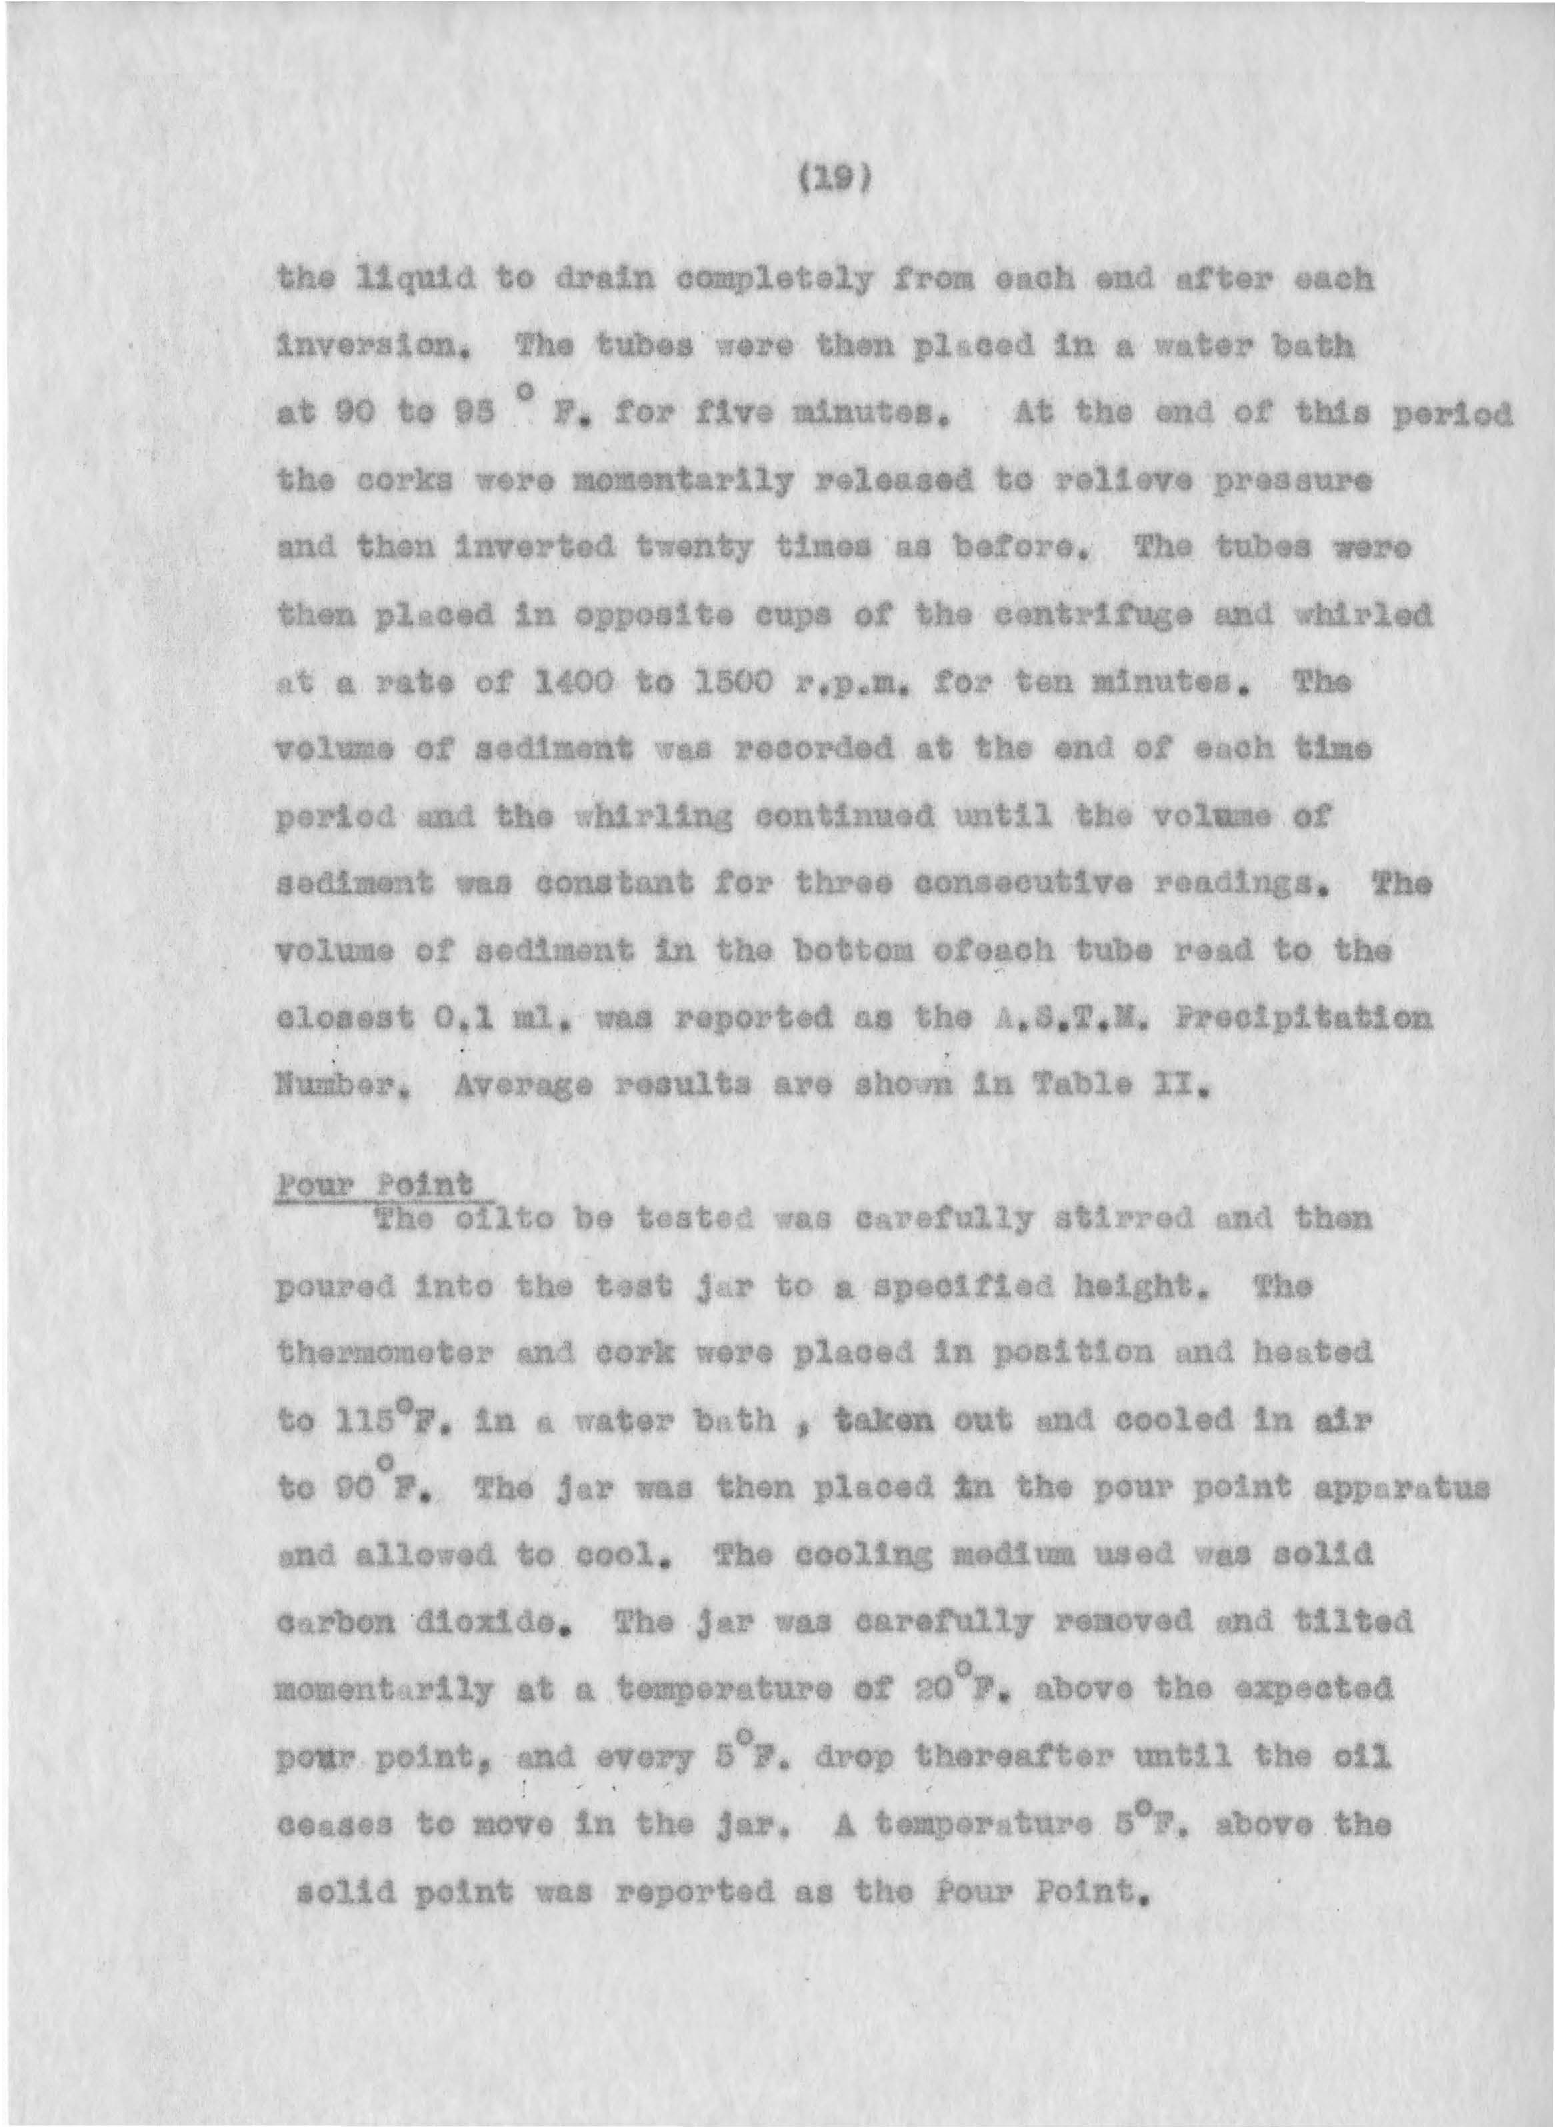 (19)
the liquid to drain completely from each end after each
inversion. The tubes were then placed in a water bath
at 90 to 95 ° F. for five minutes. At the end of this period
the corks were momentarily released to relieve pressure
and then inverted twenty times as before. The tubes were
then placed in opposite cups of the centrifuge and whirled
at a rate of 1400 to 1500 r.p.m. for ten minutes. The
volume of sediment was recorded at the end of each time
period and the whirling continued until the volume of
sediment was constant for three consecutive readings. The
volume of sediment in the bottom ofeach tube read to the
closest 0.1 ml. was reported as the A.S.T.M. Precipitation
Number. Average results are shown in Table II.
Pour Point
The oilto be tested was carefully stirred and then
poured into the test jar to a specified height. The
thermometer and cork were placed in position and heated
to 115°F. in a water bath , taken out and cooled in air
to 90°F. The jar was then placed in the pour point apparatus
and allowed to cool. The cooling medium used was solid
carbon dioxide. The jar was carefully removed and tilted
momentarily at a temperature of 20°F. above the expected
pour point, and every 5°F. drop thereafter until the oil
ceases to move in the jar. A temperature 5°F. above the
solid point was reported as the Pour Point.